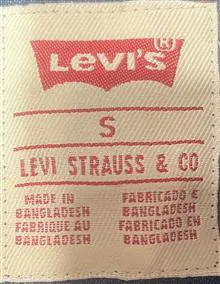 Levi's®
S
LEVI STRAUSS & CO
MADE IN
BANGLADESH
FABRIQUE AU
BANGLADESH
FABRICADO E
BANGLADESH
FABRICADO EN
BANGLADESH